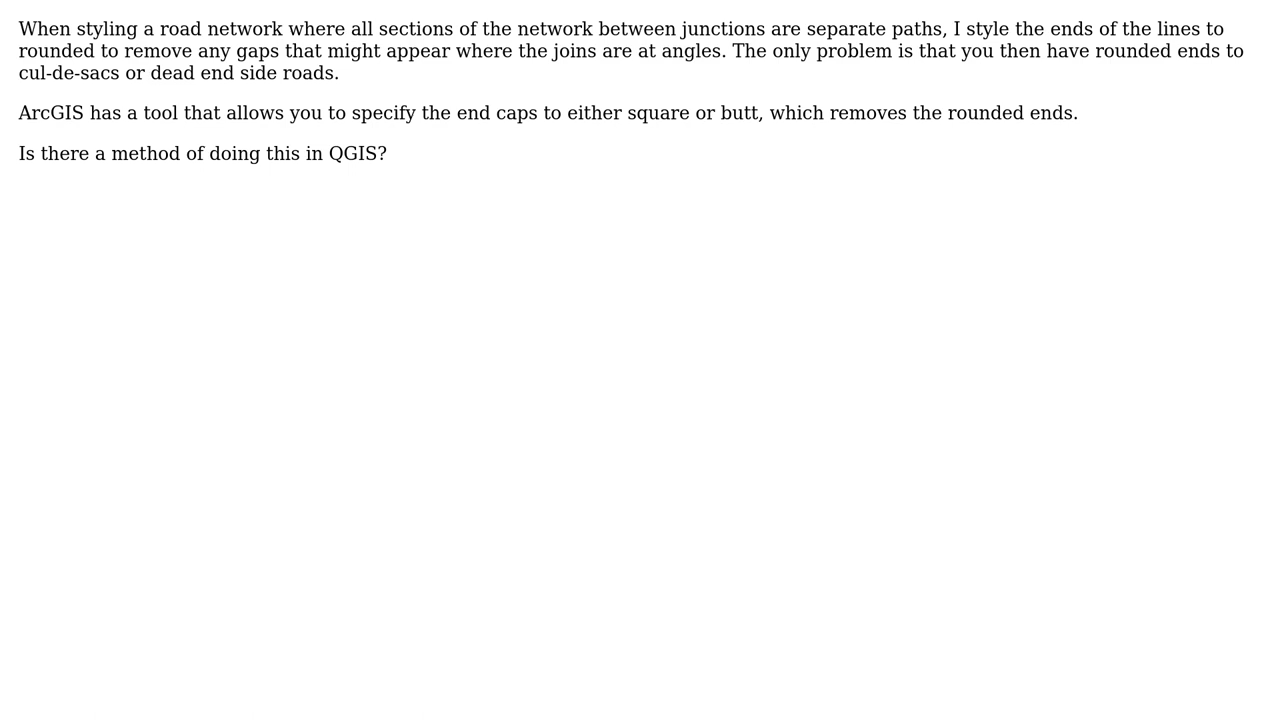 When styling a road network where all sections of the network between junctions are separate paths, I style the ends of the lines to
rounded to remove any gaps that might appear where the joins are at angles. The only problem is that you then have rounded ends to
cul-de-sacs or dead end side roads.
ArcGIS has a tool that allows you to specify the end caps to either square or butt, which removes the rounded ends.
Is there a method of doing this in QGIS?